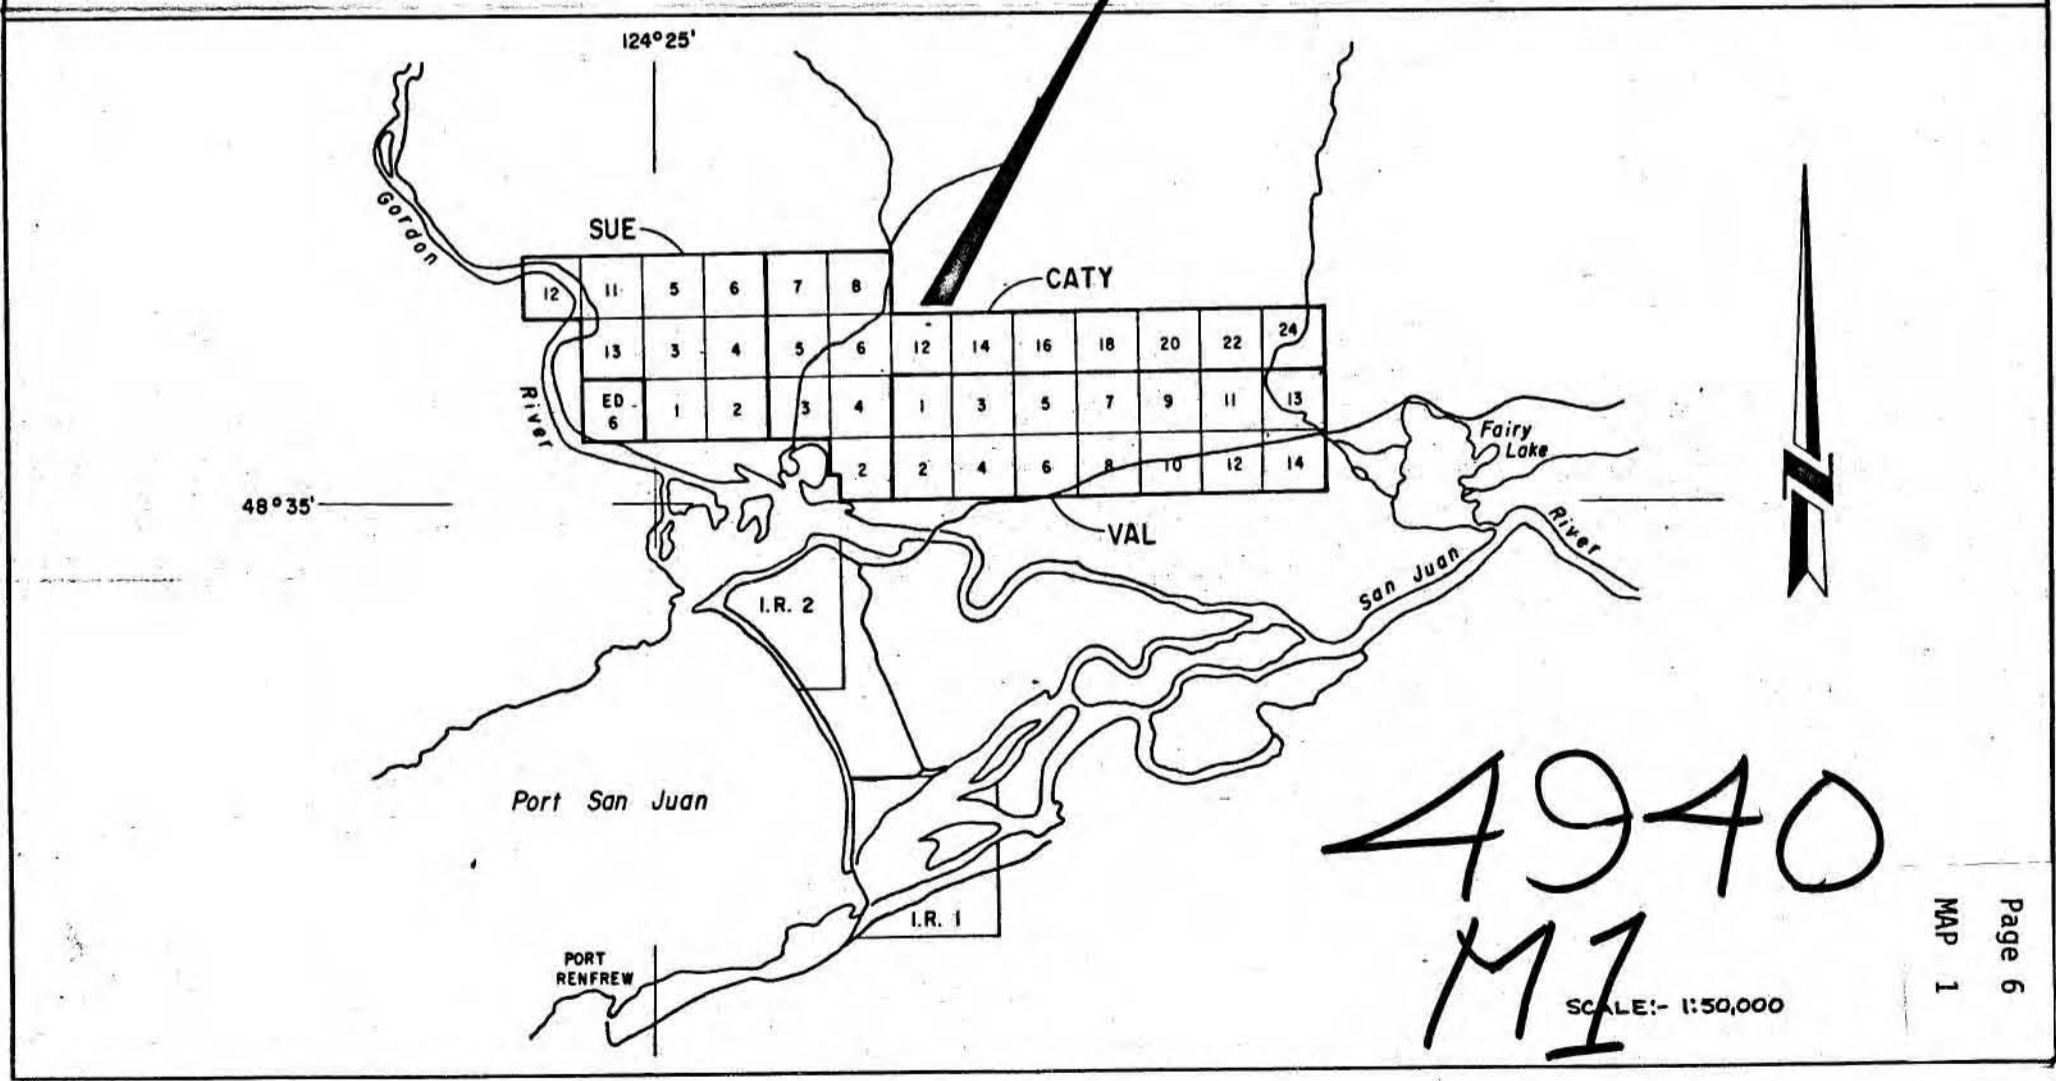 124°25'
Gordon
River
SUE
CATY
12 11 5 6 7 8
13 3 4 5 6 12 14 16 18 20 22 24
ED 6 1 2 3 4 1 3 5 7 9 11 13
2 2 4 6 8 10 12 14
Fairy
Lake
48°35'
VAL
River
San Juan
I.R. 2
Port San Juan
4940
M1
I.R. 1
PORT
RENFREW
SCALE:- 1:50,000
Page 6
MAP 1
N